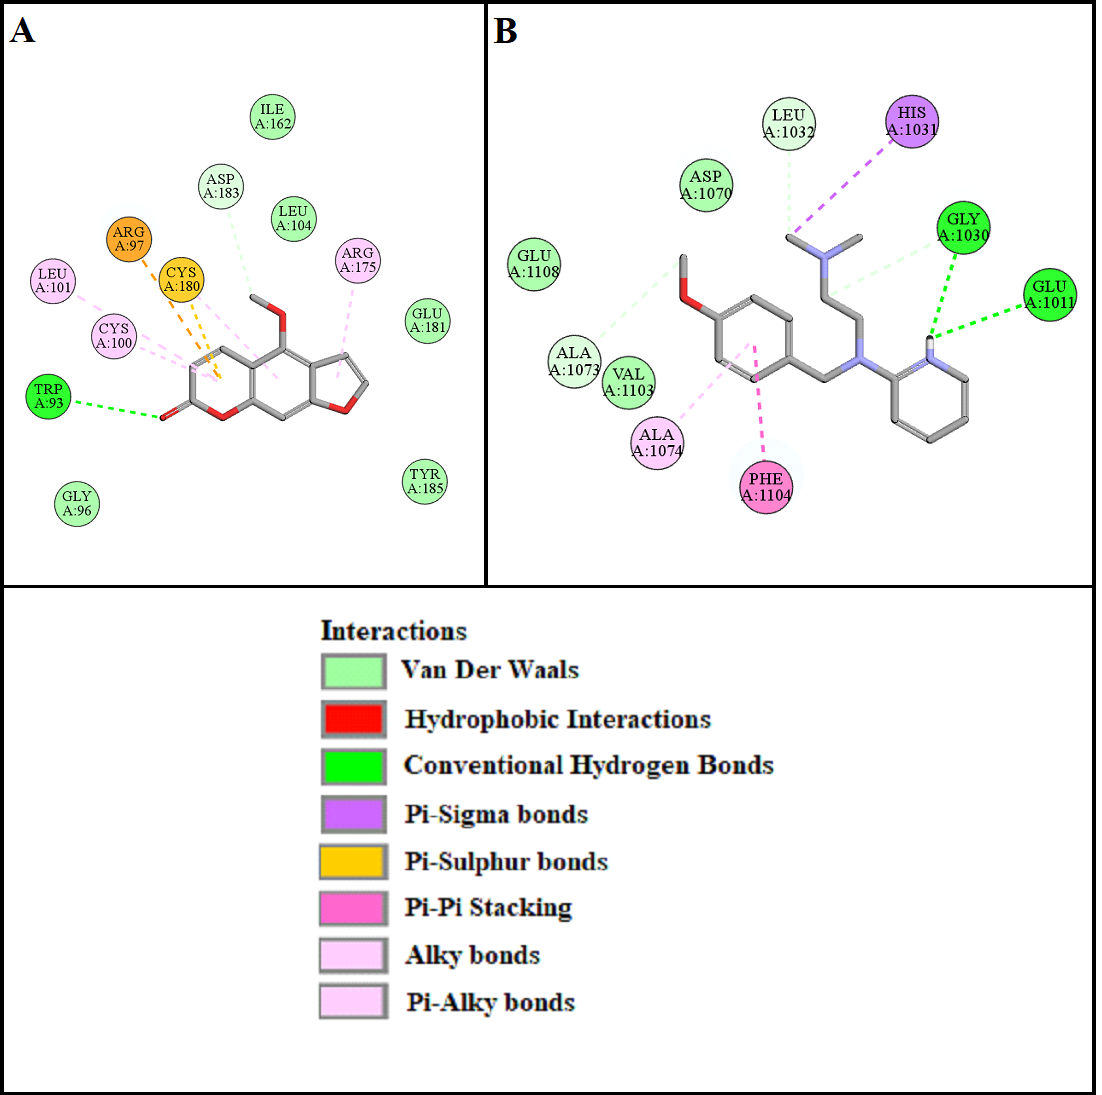 A
ILE
A:162
ASP
A:183
LEU
A:104
ARG
A:97
ARG
A:175
CYS
A:180
LEU
A:101
GLU
A:181
CYS
A:100
TRP
A:93
TYR
A:185
GLY
A:96
B
LEU
A:1032
HIS
A:1031
ASP
A:1070
GLY
A:1030
GLU
A:1108
GLU
A:1011
ALA
A:1073
VAL
A:1103
ALA
A:1074
PHE
A:1104
Interactions
Van Der Waals
Hydrophobic Interactions
Conventional Hydrogen Bonds
Pi-Sigma bonds
Pi-Sulphur bonds
Pi-Pi Stacking
Alky bonds
Pi-Alky bonds